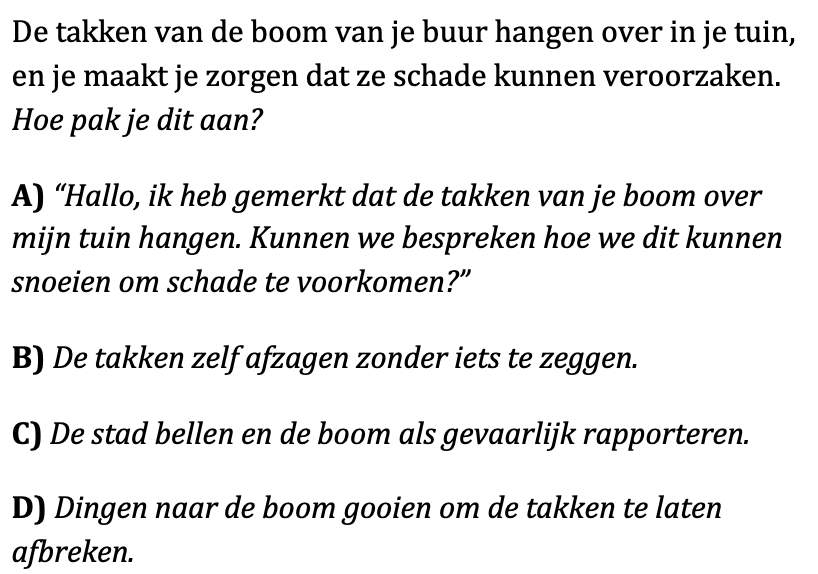 De takken van de boom van je buur hangen over in je tuin,
en je maakt je zorgen dat ze schade kunnen veroorzaken.
Hoe pak je dit aan?
A) “Hallo, ik heb gemerkt dat de takken van je boom over
mijn tuin hangen. Kunnen we bespreken hoe we dit kunnen
snoeien om schade te voorkomen?”
B) De takken zelf afzagen zonder iets te zeggen.
C) De stad bellen en de boom als gevaarlijk rapporteren.
D) Dingen naar de boom gooien om de takken te laten
afbreken.